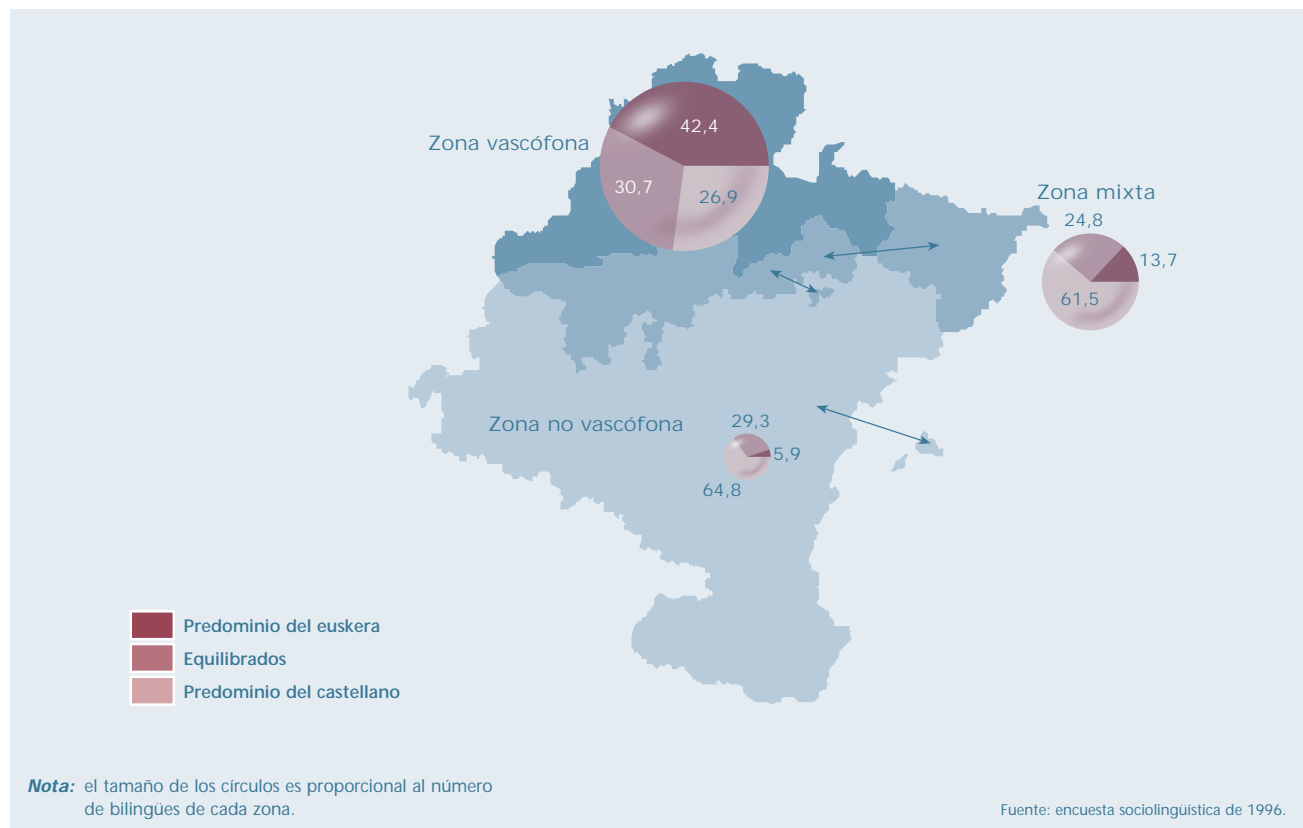 Zona vascófona
42,4
30,7
26,9
Zona mixta
24,8
13,7
61,5
Zona no vascófona
29,3
5,9
64,8
Predominio del euskera
Equilibrados
Predominio del castellano
Nota: el tamaño de los círculos es proporcional al número
de bilingües de cada zona.
Fuente: encuesta sociolingüística de 1996.